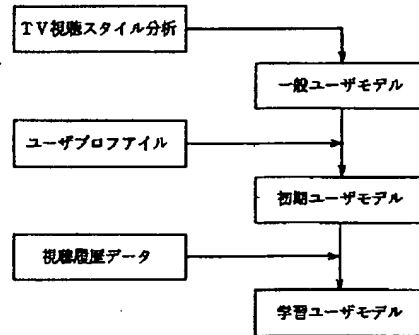 TV視聴スタイル分析
一般ユーザモデル
ユーザプロファイル
初期ユーザモデル
視聴履歴データ
学習ユーザモデル